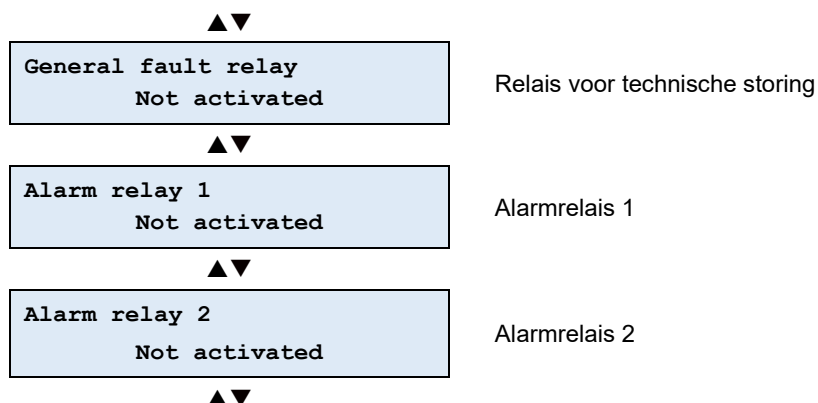 ▲▼
General fault relay
Relais voor technische storing
Not activated
▲▼
Alarm relay 1
Alarmrelais 1
Not activated
▲▼
Alarm relay 2
Alarmrelais 2
Not activated
▲▼